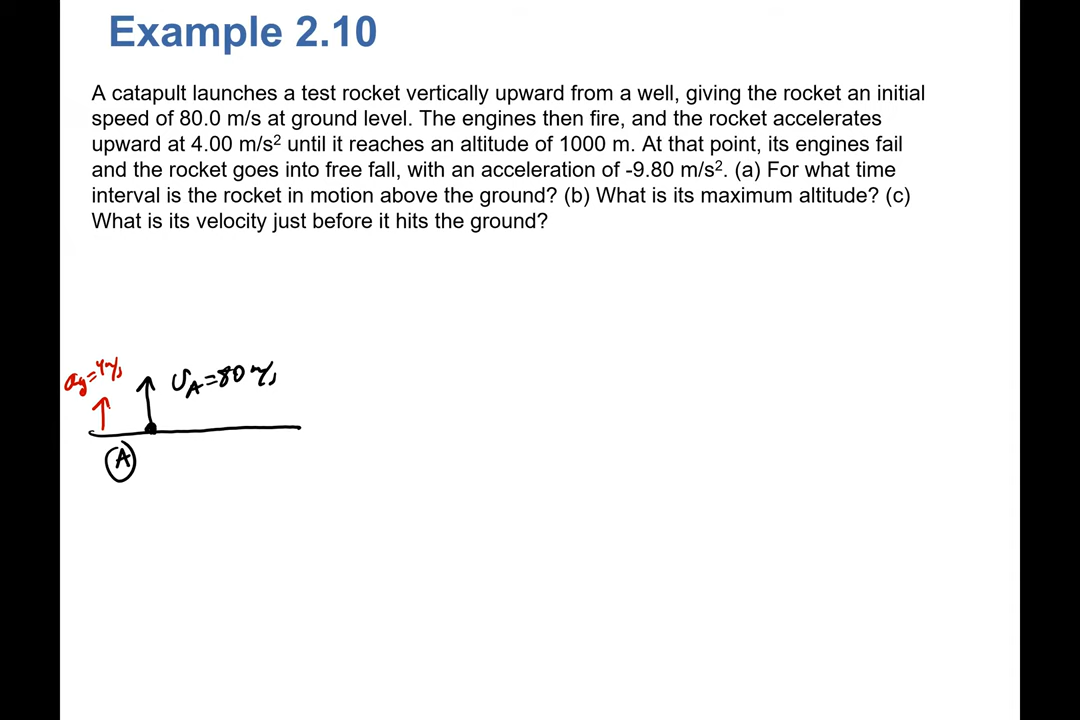 Example 2.10
A catapult launches a test rocket vertically upward from a well, giving the rocket an initial
speed of 80.0 m/s at ground level. The engines then fire, and the rocket accelerates
upward at 4.00 m/s² until it reaches an altitude of 1000 m. At that point, its engines fail
and the rocket goes into free fall, with an acceleration of -9.80 m/s². (a) For what time
interval is the rocket in motion above the ground? (b) What is its maximum altitude? (c)
What is its velocity just before it hits the ground?
a_y=4m/s
v_A=80m/s
A